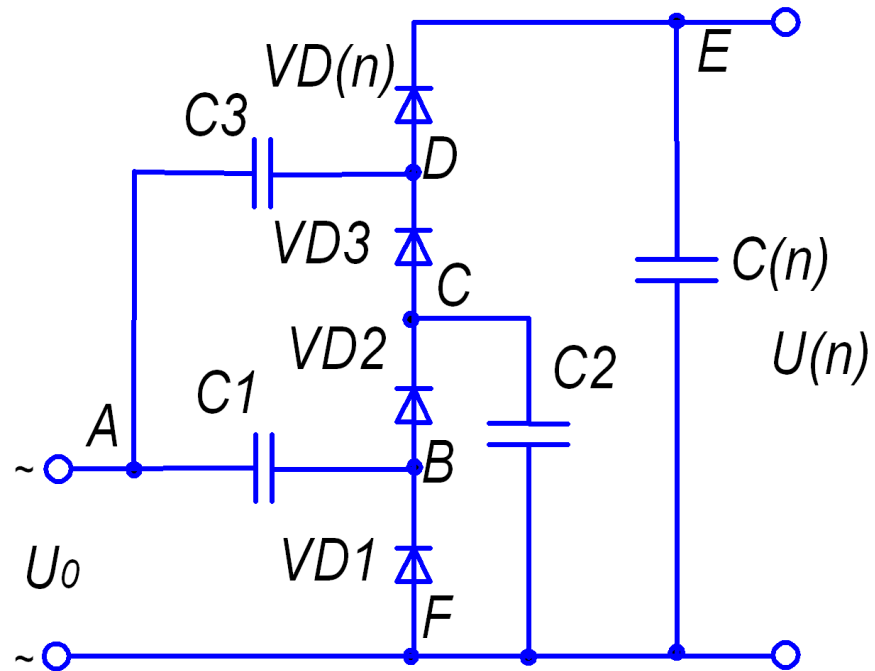 VD(n)
E
C3
D
VD3
C
C(n)
VD2
U(n)
C1
C2
A
~
B
VD1
U0
F
~